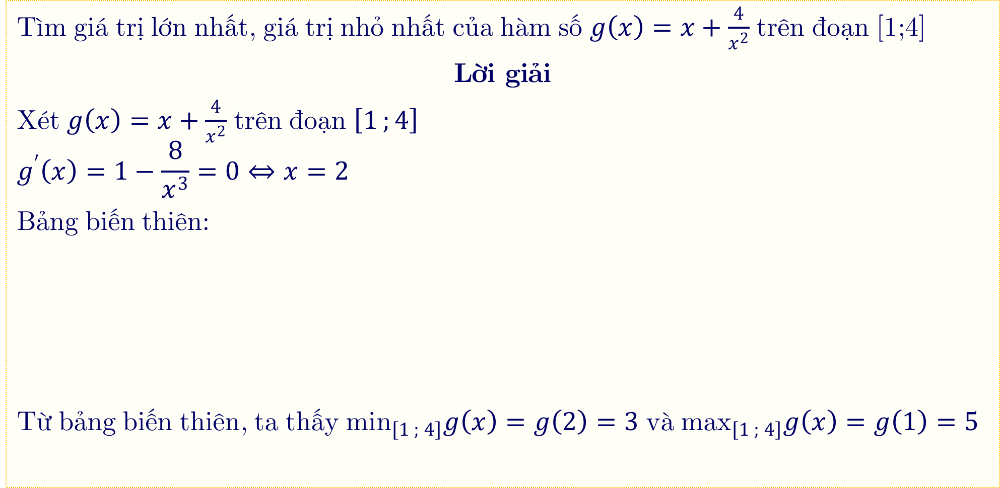 Tìm giá trị lớn nhất, giá trị nhỏ nhất của hàm số g(x) = x + \frac{4}{x^2} trên đoạn [1;4]
Lời giải
Xét g(x) = x + \frac{4}{x^2} trên đoạn [1 ; 4]
g'(x) = 1 − \frac{8}{x^3} = 0 ⇔ x = 2
Bảng biến thiên:
Từ bảng biến thiên, ta thấy min_{[1 ; 4]} g(x) = g(2) = 3 và max_{[1 ; 4]} g(x) = g(1) = 5